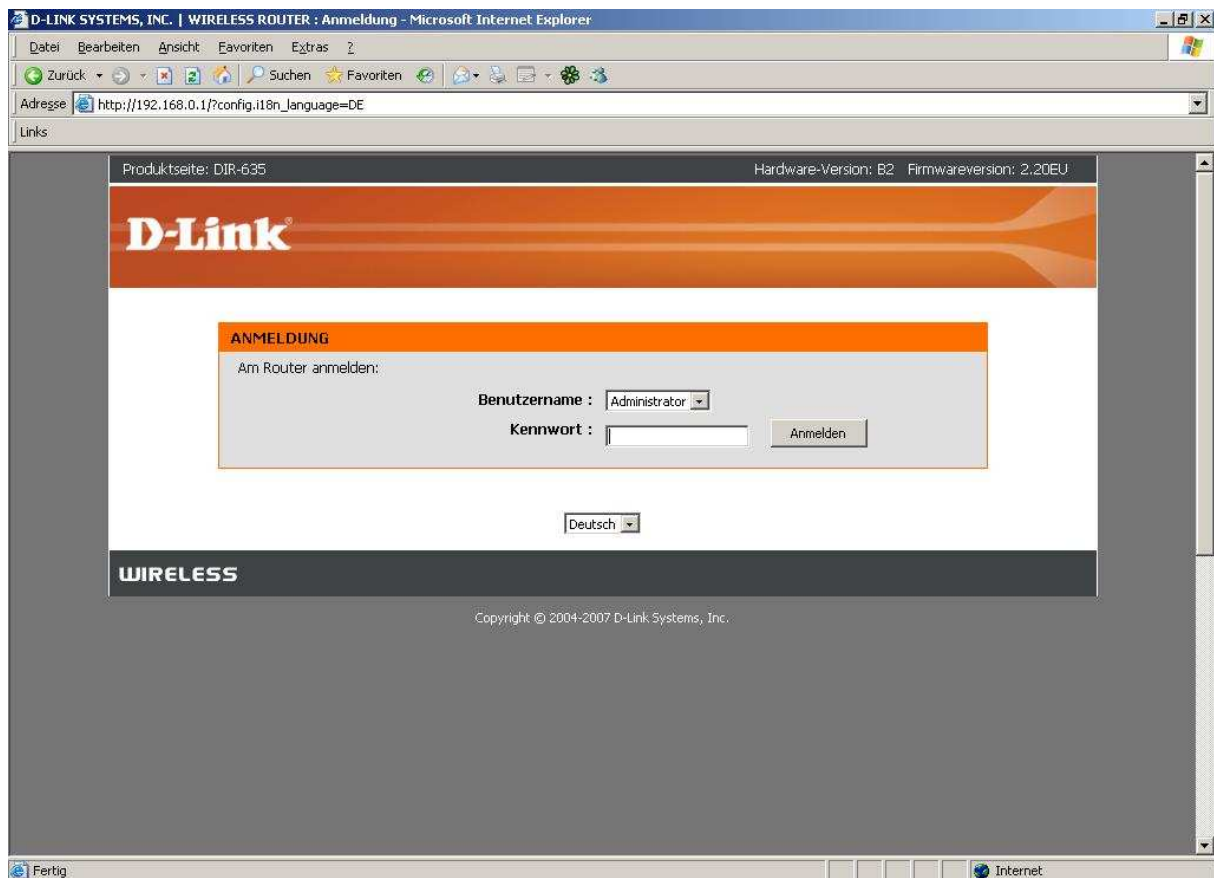 D-LINK SYSTEMS, INC. | WIRELESS ROUTER : Anmeldung - Microsoft Internet Explorer
Datei Bearbeiten Ansicht Favoriten Extras ?
Zurück Suchen Favoriten
Adresse http://192.168.0.1/?config.i18n_language=DE
Links
Produktseite: DIR-635 Hardware-Version: B2 Firmwareversion: 2.20EU
D-Link®
ANMELDUNG
Am Router anmelden:
Benutzername : Administrator
Kennwort : Anmelden
Deutsch
WIRELESS
Copyright © 2004-2007 D-Link Systems, Inc.
Fertig Internet